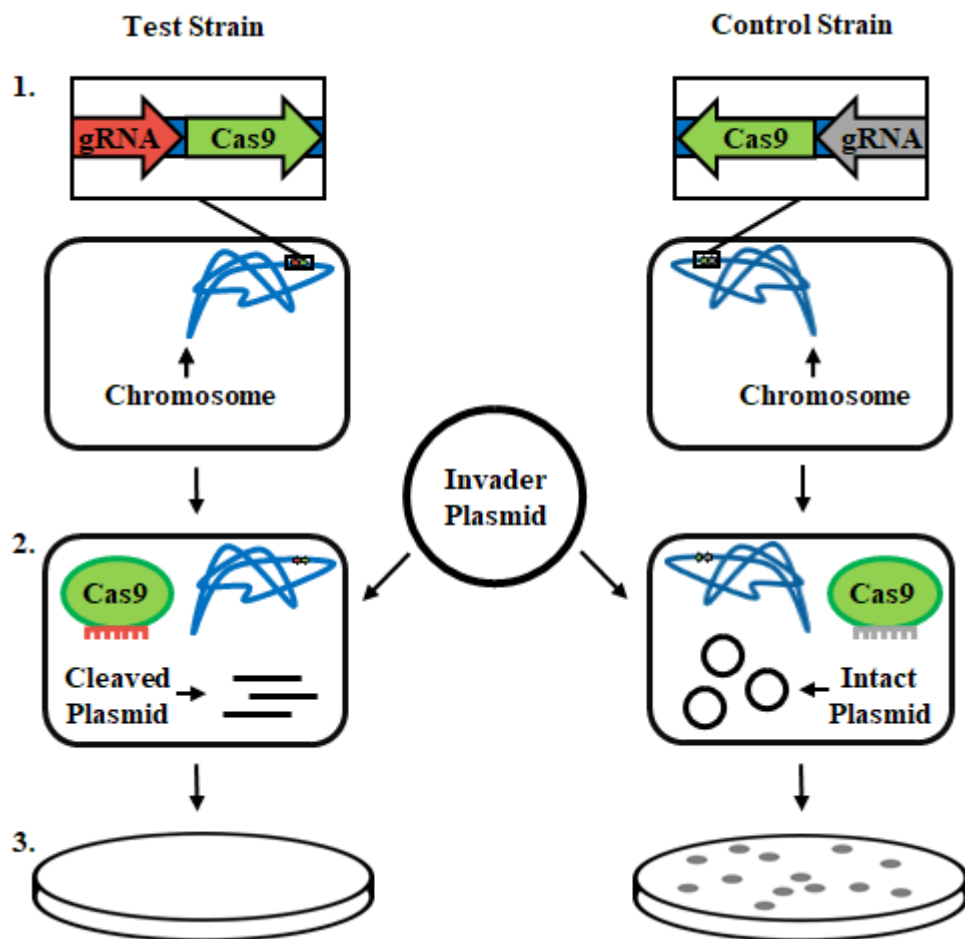 Test Strain
Control Strain
1.
gRNA
Cas9
Cas9
gRNA
Chromosome
Chromosome
Invader
Plasmid
2.
Cas9
Cas9
Cleaved
Plasmid
Intact
Plasmid
3.